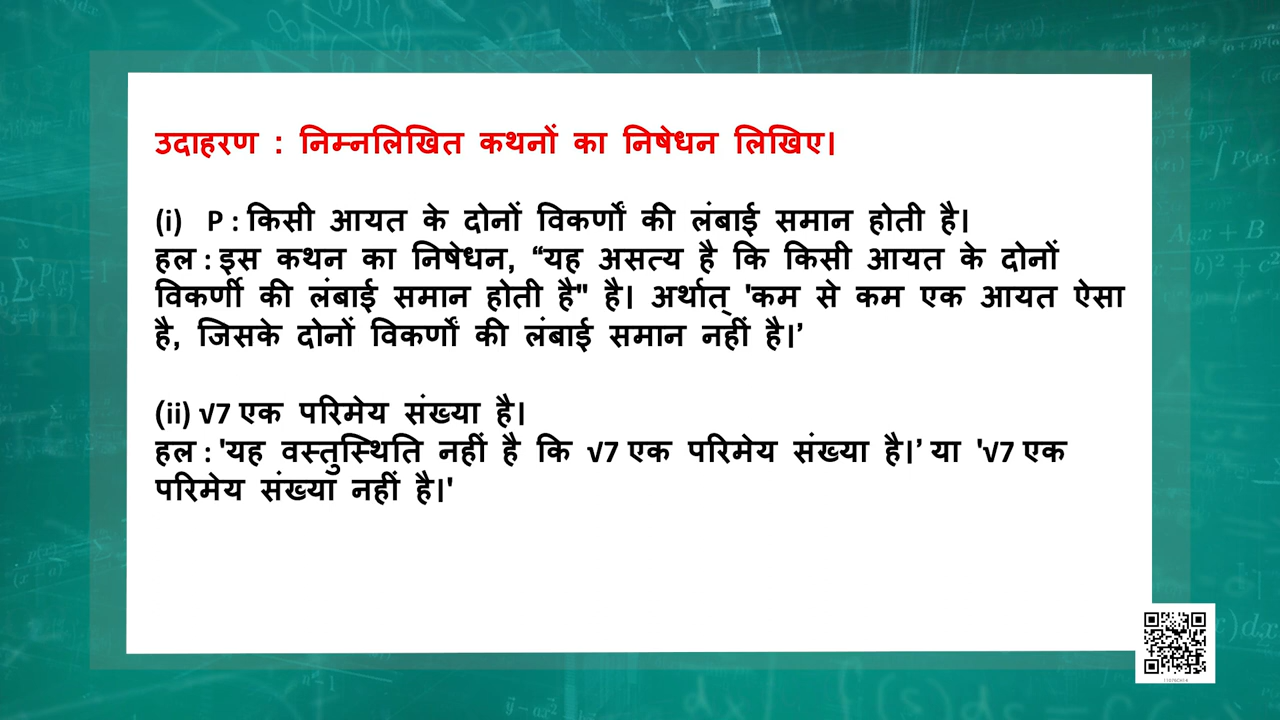 उदाहरण : निम्नलिखित कथनों का निषेधन लिखिए।
(i) P : किसी आयत के दोनों विकर्णों की लंबाई समान होती है।
हल : इस कथन का निषेधन, “यह असत्य है कि किसी आयत के दोनों
विकर्णी की लंबाई समान होती है" है। अर्थात् 'कम से कम एक आयत ऐसा
है, जिसके दोनों विकर्णों की लंबाई समान नहीं है।’
(ii) √7 एक परिमेय संख्या है।
हल : 'यह वस्तुस्थिति नहीं है कि √7 एक परिमेय संख्या है।’ या '√7 एक
परिमेय संख्या नहीं है।'